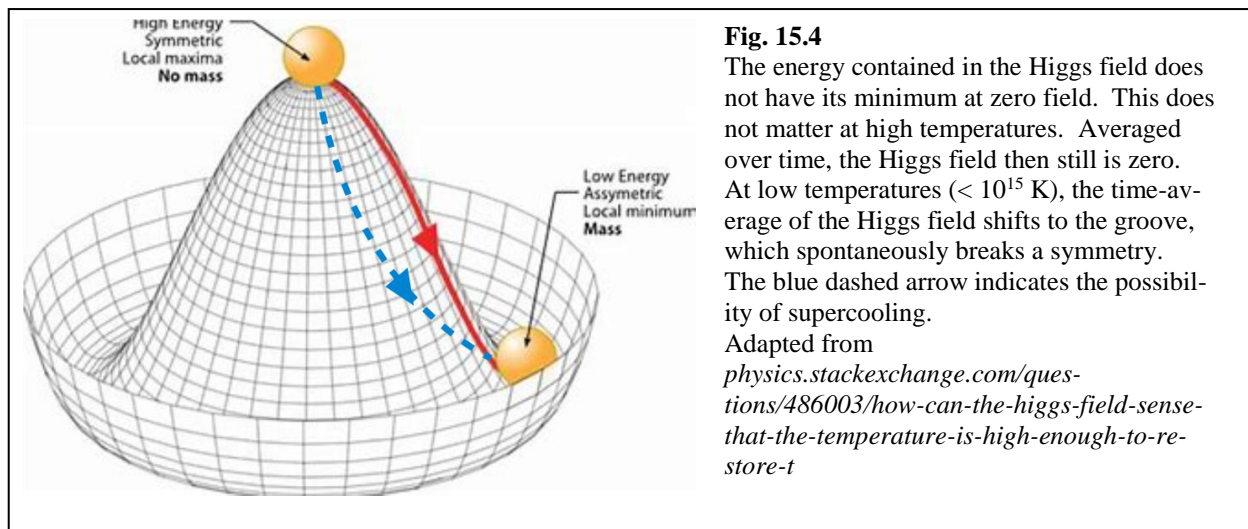 High Energy
Symmetric
Local maxima
No mass
Low Energy
Assymetric
Local minimum
Mass
Fig. 15.4
The energy contained in the Higgs field does
not have its minimum at zero field. This does
not matter at high temperatures. Averaged
over time, the Higgs field then still is zero.
At low temperatures (< 10¹⁵ K), the time-av-
erage of the Higgs field shifts to the groove,
which spontaneously breaks a symmetry.
The blue dashed arrow indicates the possibil-
ity of supercooling.
Adapted from
physics.stackexchange.com/ques-
tions/486003/how-can-the-higgs-field-sense-
that-the-temperature-is-high-enough-to-re-
store-t